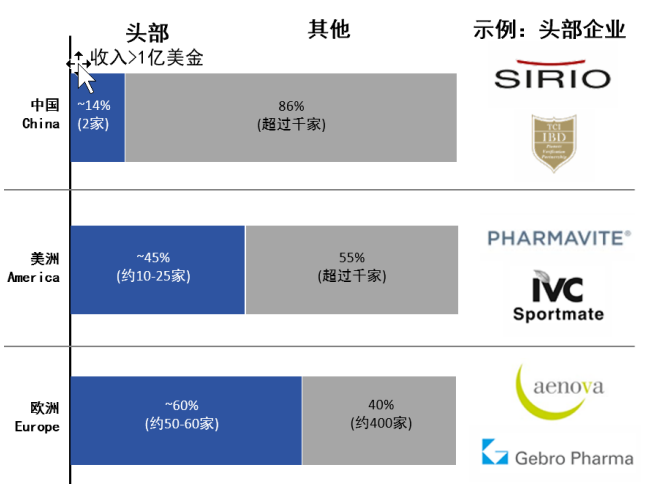 头部
其他
示例：头部企业
收入>1亿美金
中国
China
~14%
(2家)
86%
(超过千家)
SIRIO
TCI
IBD
美洲
America
~45%
(约10-25家)
55%
(超过千家)
PHARMAVITE®
IVC
Sportmate
欧洲
Europe
~60%
(约50-60家)
40%
(约400家)
aenova
Gebro Pharma